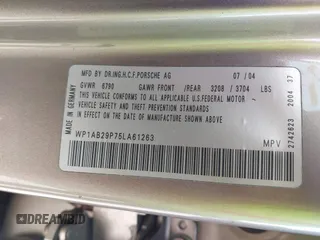 MFD BY DR.ING.H.C.F.PORSCHE AG 07/04
GVWR 6790 GAWR FRONT /REAR 3208 / 3704 LBS
THIS VEHICLE CONFORMS TO ALL APPLICABLE U.S.FEDERAL MOTOR -
VEHICLE SAFETY AND THEFT PREVENTION STANDARDS IN EFFECT
ON THE DATE OF MANUFACTURE SHOWN ABOVE.
WP1AB29P75LA61263 MPV
MADE IN GERMANY
2742623 2004 37
DREAMBID